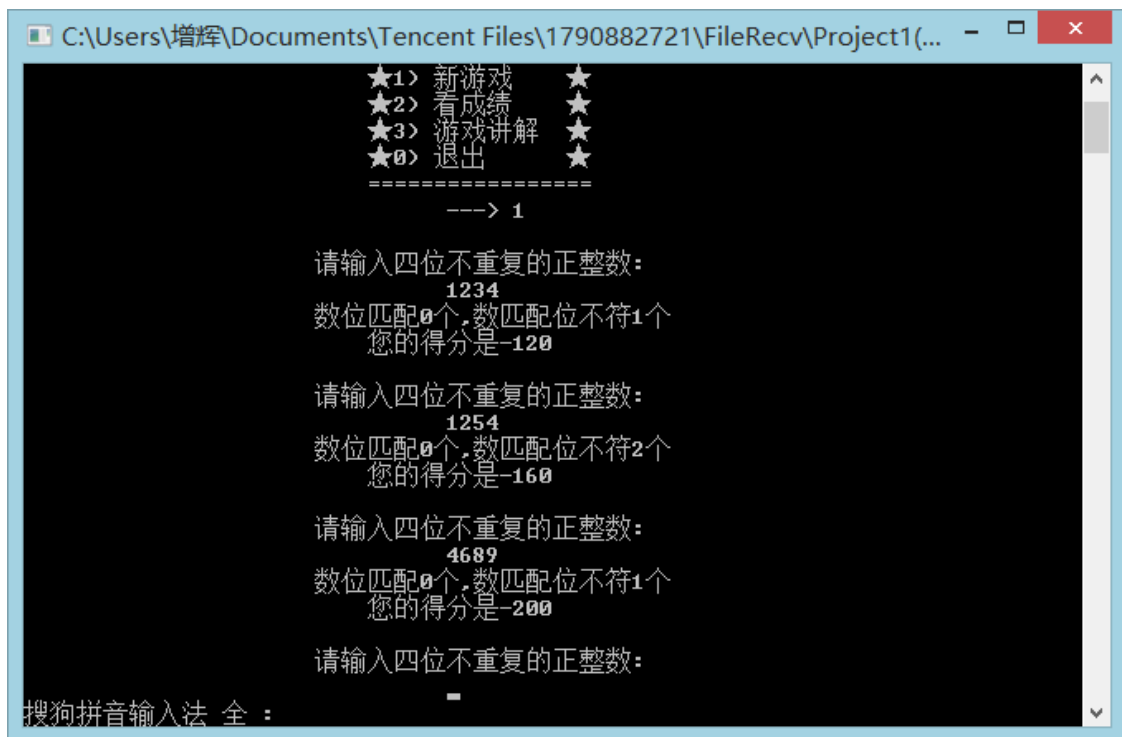 C:\Users\增辉\Documents\Tencent Files\1790882721\FileRecv\Project1(...
★1> 新游戏 ★
★2> 看成绩 ★
★3> 游戏讲解 ★
★0> 退出 ★
=================
---> 1
请输入四位不重复的正整数:
1234
数位匹配0个,数匹配位不符1个
您的得分是-120
请输入四位不重复的正整数:
1254
数位匹配0个,数匹配位不符2个
您的得分是-160
请输入四位不重复的正整数:
4689
数位匹配0个,数匹配位不符1个
您的得分是-200
请输入四位不重复的正整数:
搜狗拼音输入法 全 :